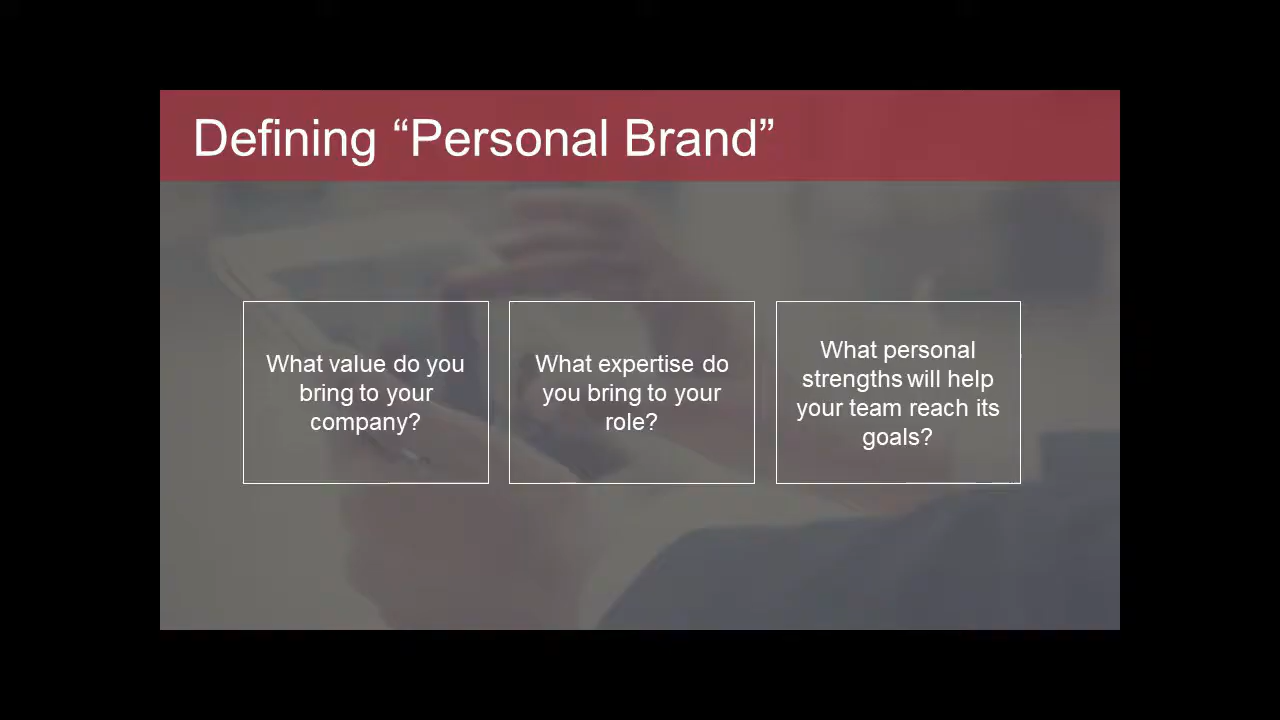 Defining “Personal Brand”
What value do you
bring to your
company?
What expertise do
you bring to your
role?
What personal
strengths will help
your team reach its
goals?